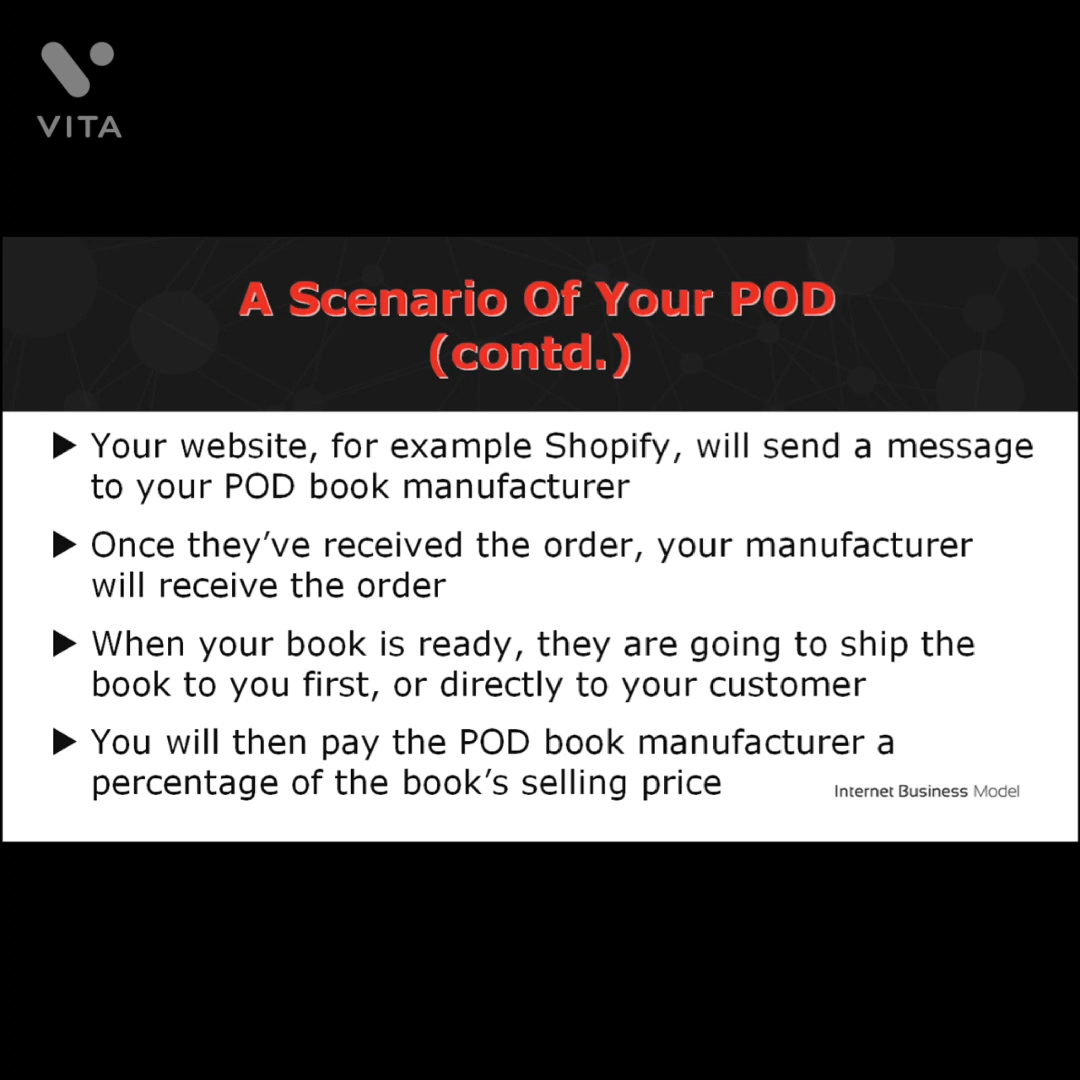 VITA
A Scenario Of Your POD
(contd.)
Your website, for example Shopify, will send a message
to your POD book manufacturer
Once they’ve received the order, your manufacturer
will receive the order
When your book is ready, they are going to ship the
book to you first, or directly to your customer
You will then pay the POD book manufacturer a
percentage of the book’s selling price
Internet Business Model